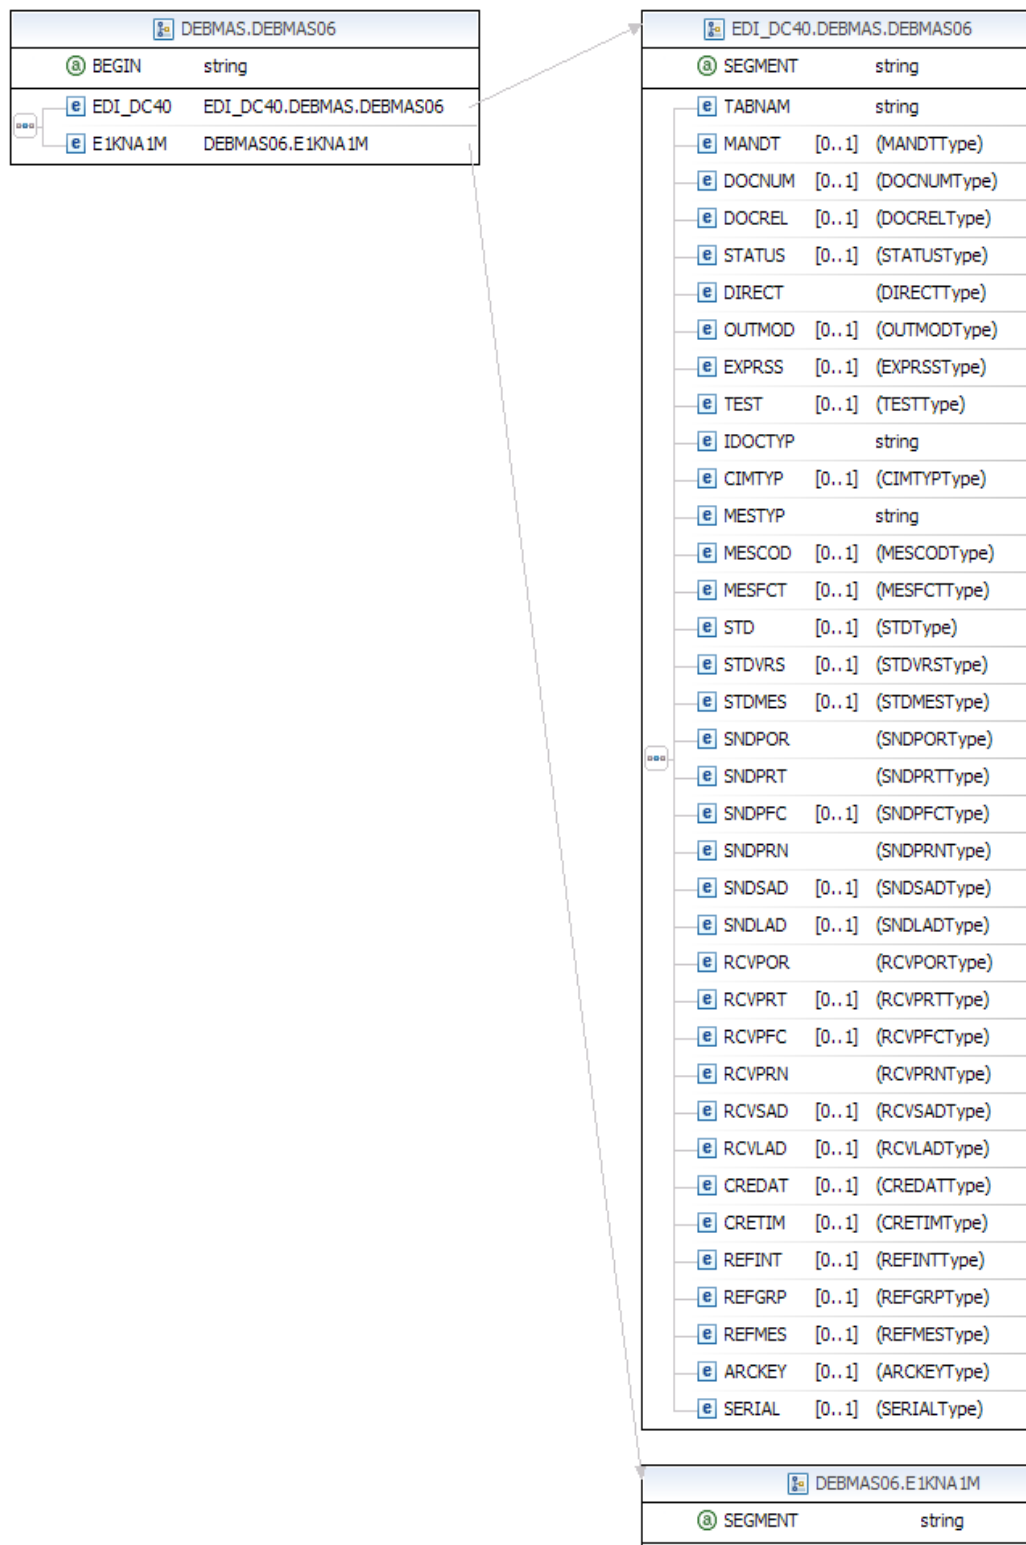 DEBMAS.DEBMAS06
BEGIN string
EDI_DC40 EDI_DC40.DEBMAS.DEBMAS06
E1KNA1M DEBMAS06.E1KNA1M
EDI_DC40.DEBMAS.DEBMAS06
SEGMENT string
TABNAM string
MANDT [0..1] (MANDTType)
DOCNUM [0..1] (DOCNUMType)
DOCREL [0..1] (DOCRELType)
STATUS [0..1] (STATUSType)
DIRECT (DIRECTType)
OUTMOD [0..1] (OUTMODType)
EXPRSS [0..1] (EXPRSSType)
TEST [0..1] (TESTType)
IDOCTYP string
CIMTYP [0..1] (CIMTYPType)
MESTYP string
MESCOD [0..1] (MESCODType)
MESFCT [0..1] (MESFCTType)
STD [0..1] (STDType)
STDVRS [0..1] (STDVRSType)
STDMES [0..1] (STDMESType)
SNDPOR (SNDPORType)
SNDPRT (SNDPRTType)
SNDPFC [0..1] (SNDPFCType)
SNDPRN (SNDPRNType)
SNDSAD [0..1] (SNDSADType)
SNDLAD [0..1] (SNDLADType)
RCVPOR (RCVPORType)
RCVPRT [0..1] (RCVPRTType)
RCVPFC [0..1] (RCVPFCType)
RCVPRN (RCVPRNType)
RCVSAD [0..1] (RCVSADType)
RCVLAD [0..1] (RCVLADType)
CREDAT [0..1] (CREDATType)
CRETIM [0..1] (CRETIMType)
REFINT [0..1] (REFINTType)
REFGRP [0..1] (REFGRPType)
REFMES [0..1] (REFMESType)
ARCKEY [0..1] (ARCKEYType)
SERIAL [0..1] (SERIALType)
DEBMAS06.E1KNA1M
SEGMENT string